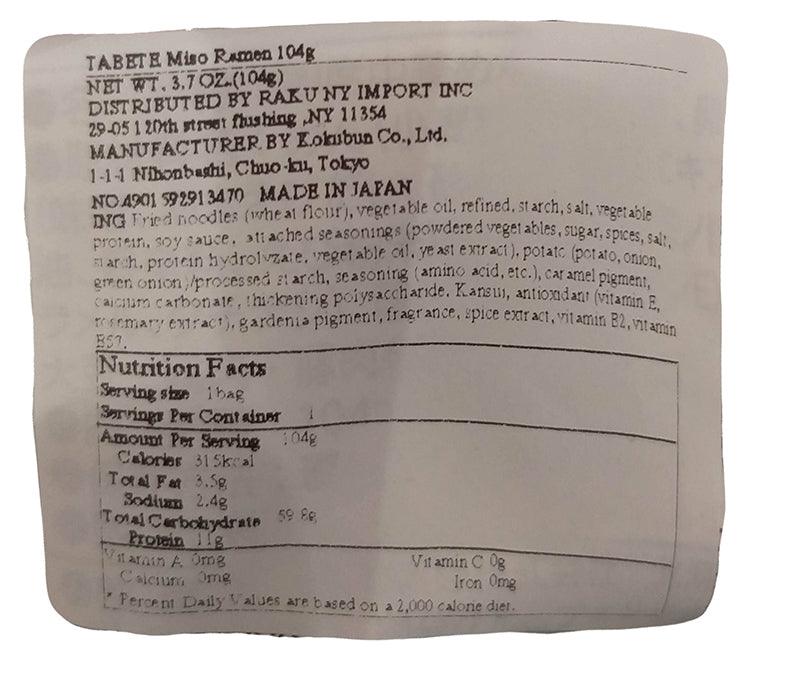 TABETE Miso Ramen 104g
NET WT. 3.7 OZ.(104g)
DISTRIBUTED BY RAKU NY IMPORT INC
29-05 120th street flushing ,NY 11354
MANUFACTURER BY Kokubun Co., Ltd.
1-1-1 Nihonbashi, Chuo-ku, Tokyo
NO.4901 592913470 MADE IN JAPAN
ING Fried noodles (wheat flour), vegetable oil, refined, starch, salt, vegetable
protein, soy sauce, attached seasonings (powdered vegetables, sugar, spices, salt,
starch, protein hydrolyzate, vegetable oil, yeast extract), potato (potato, onion,
green onion)/processed starch, seasoning (amino acid, etc.), caramel pigment,
calcium carbonate, thickening polysaccharide, Kansui, antioxidant (vitamin E,
rosemary extract), gardenia pigment, fragrance, spice extract, vitamin B2, vitamin
Nutrition Facts
Serving size 1bag
Servings Per Container 1
Amount Per Serving 104g
Calories 315kcal
Total Fat 3.5g
Sodium 2.4g
Total Carbohydrate 59.8g
Protein 11g
Vitamin A 0mg Vitamin C 0g
Calcium 0mg Iron 0mg
* Percent Daily Values are based on a 2,000 calorie diet.